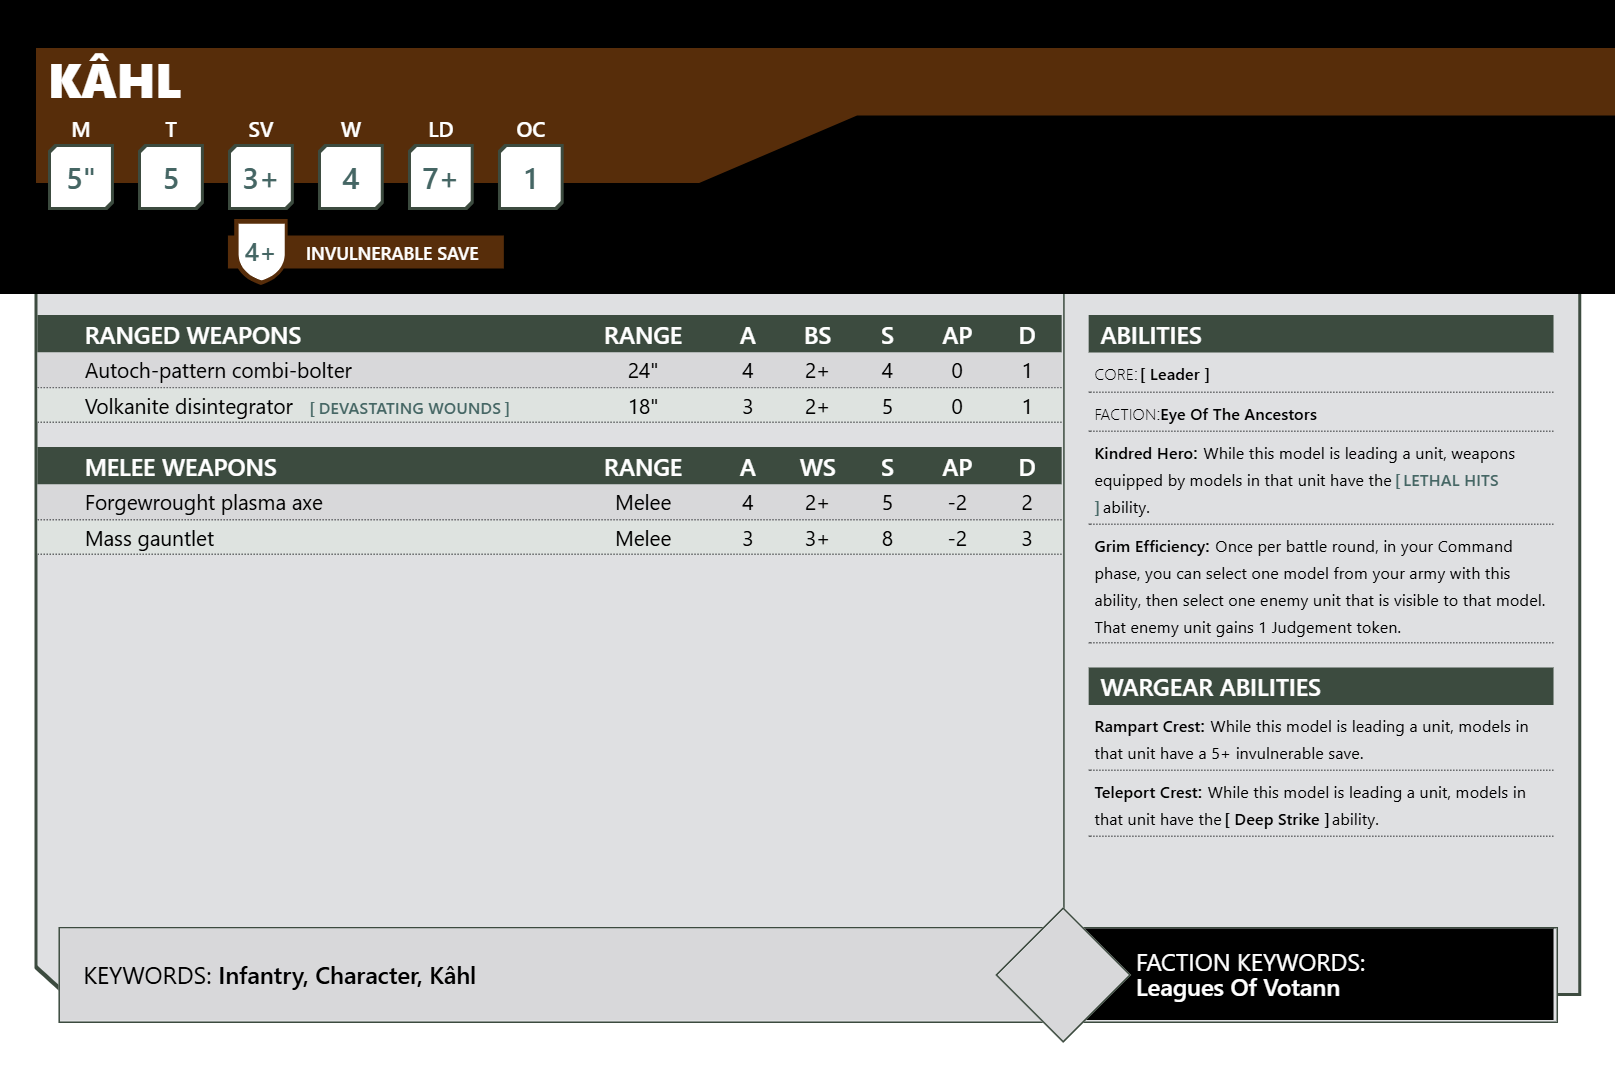 KÂHL
M T SV W LD OC
5" 5 3+ 4 7+ 1
4+ INVULNERABLE SAVE
RANGED WEAPONS RANGE A BS S AP D
Autoch-pattern combi-bolter 24" 4 2+ 4 0 1
Volkanite disintegrator [ DEVASTATING WOUNDS ] 18" 3 2+ 5 0 1
MELEE WEAPONS RANGE A WS S AP D
Forgewrought plasma axe Melee 4 2+ 5 -2 2
Mass gauntlet Melee 3 3+ 8 -2 3
ABILITIES
CORE: [ Leader ]
FACTION:Eye Of The Ancestors
Kindred Hero: While this model is leading a unit, weapons
equipped by models in that unit have the [ LETHAL HITS
] ability.
Grim Efficiency: Once per battle round, in your Command
phase, you can select one model from your army with this
ability, then select one enemy unit that is visible to that model.
That enemy unit gains 1 Judgement token.
WARGEAR ABILITIES
Rampart Crest: While this model is leading a unit, models in
that unit have a 5+ invulnerable save.
Teleport Crest: While this model is leading a unit, models in
that unit have the [ Deep Strike ] ability.
KEYWORDS: Infantry, Character, Kâhl
FACTION KEYWORDS:
Leagues Of Votann